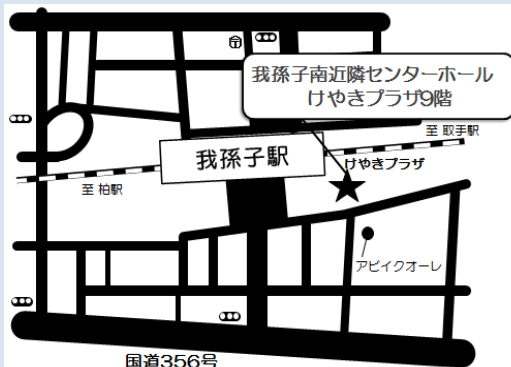 我孫子南近隣センターホール
けやきプラザ9階
至 取手駅
我孫子駅
けやきプラザ
至 柏駅
アビイクオーレ
国道356号